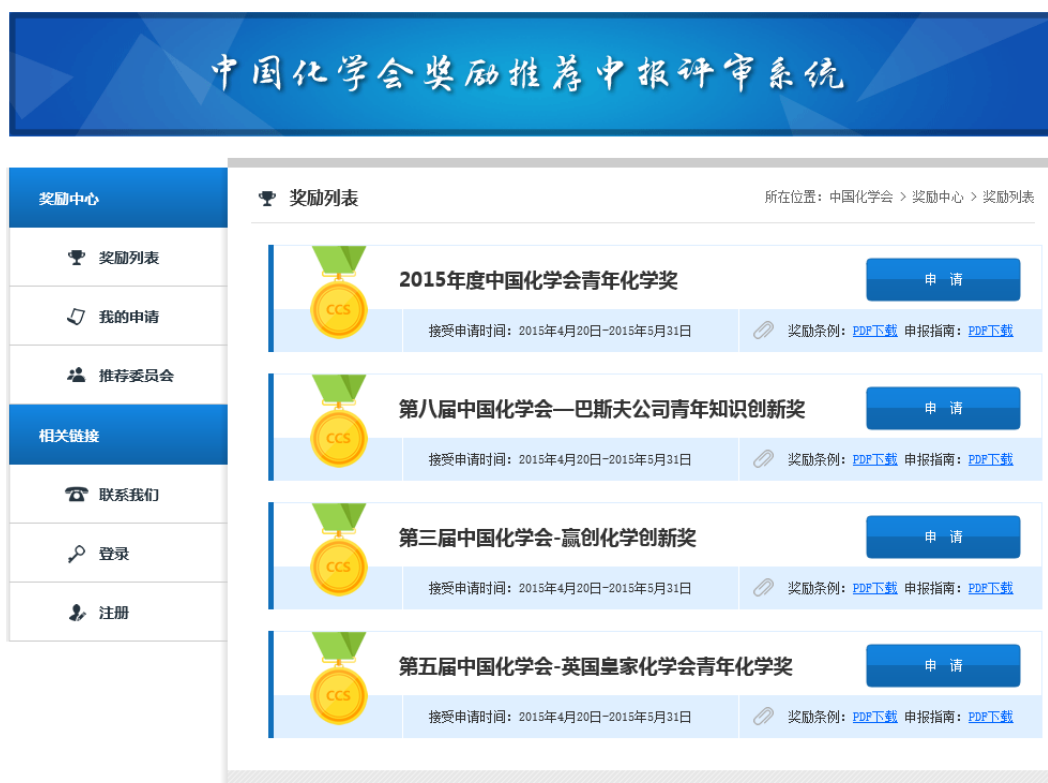 中国化学会奖励推荐申报评审系统
奖励中心
奖励列表
我的申请
推荐委员会
相关链接
联系我们
登录
注册
奖励列表
所在位置：中国化学会 > 奖励中心 > 奖励列表
CCS
2015年度中国化学会青年化学奖
申 请
接受申请时间：2015年4月20日-2015年5月31日
奖励条例：PDF下载 申报指南：PDF下载
CCS
第八届中国化学会—巴斯夫公司青年知识创新奖
申 请
接受申请时间：2015年4月20日-2015年5月31日
奖励条例：PDF下载 申报指南：PDF下载
CCS
第三届中国化学会-赢创化学创新奖
申 请
接受申请时间：2015年4月20日-2015年5月31日
奖励条例：PDF下载 申报指南：PDF下载
CCS
第五届中国化学会-英国皇家化学会青年化学奖
申 请
接受申请时间：2015年4月20日-2015年5月31日
奖励条例：PDF下载 申报指南：PDF下载